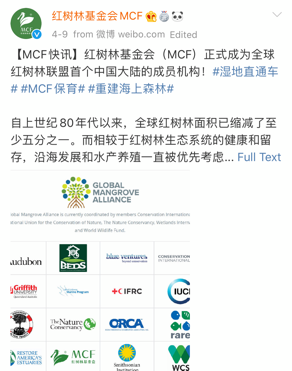 红树林基金会MCF
4-9 from 微博 weibo.com Edited
【MCF快讯】红树林基金会（MCF）正式成为全球
红树林联盟首个中国大陆的成员机构！#湿地直通车
# #MCF保育# #重建海上森林#
自上世纪80年代以来，全球红树林面积已缩减了至
少五分之一。而相较于红树林生态系统的健康和留
存，沿海发展和水产养殖一直被优先考虑... Full Text
GLOBAL
MANGROVE
ALLIANCE
lobal Mangrove Alliance is currently coordinated by members Conservation Internation
ational Union for the Conservation of Nature, The Nature Conservancy, Wetlands Internati
and World Wildlife Fund.
Audubon
BEDS
blue ventures
CONSERVATION
INTERNATIONAL
Griffith
UNIVERSITY
IFRC
IUC
The Nature
Conservancy
ORCA
rare
RESTORE
AMERICA'S
ESTUARIES
MCF
红树林基金会
Smithsonian
Institution
WCS